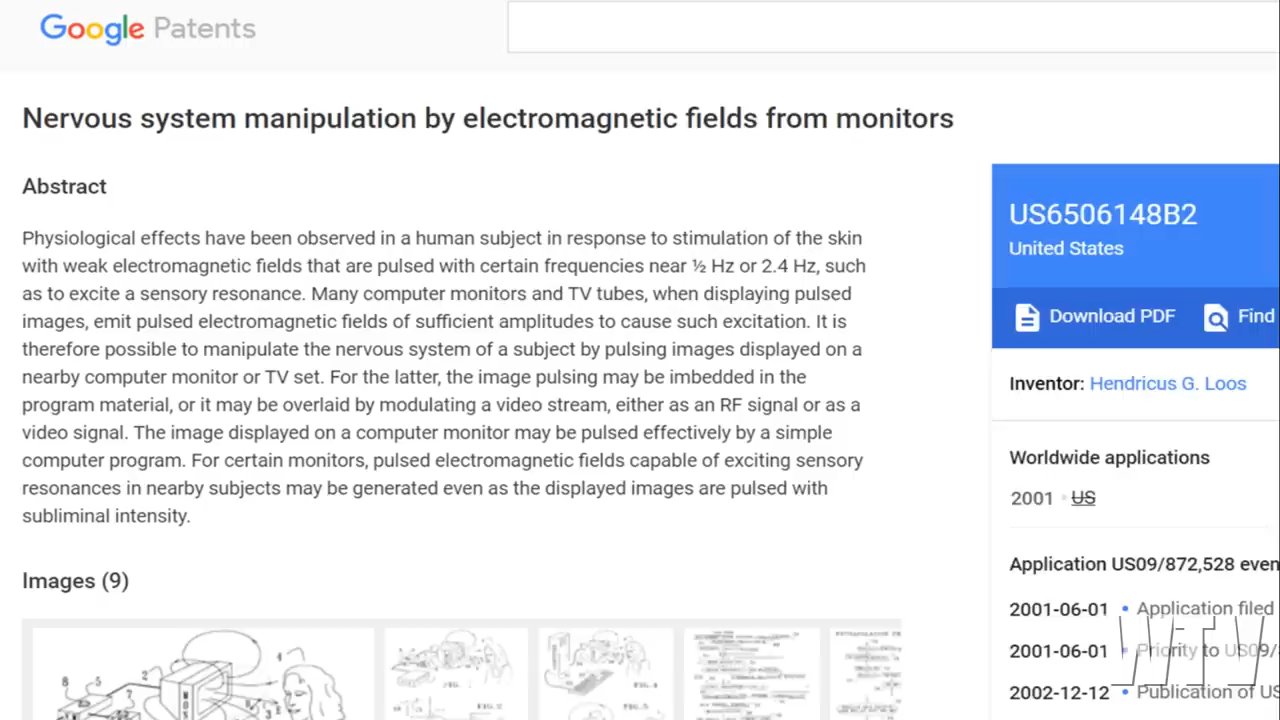 Google Patents
Nervous system manipulation by electromagnetic fields from monitors
Abstract
Physiological effects have been observed in a human subject in response to stimulation of the skin
with weak electromagnetic fields that are pulsed with certain frequencies near ½ Hz or 2.4 Hz, such
as to excite a sensory resonance. Many computer monitors and TV tubes, when displaying pulsed
images, emit pulsed electromagnetic fields of sufficient amplitudes to cause such excitation. It is
therefore possible to manipulate the nervous system of a subject by pulsing images displayed on a
nearby computer monitor or TV set. For the latter, the image pulsing may be imbedded in the
program material, or it may be overlaid by modulating a video stream, either as an RF signal or as a
video signal. The image displayed on a computer monitor may be pulsed effectively by a simple
computer program. For certain monitors, pulsed electromagnetic fields capable of exciting sensory
resonances in nearby subjects may be generated even as the displayed images are pulsed with
subliminal intensity.
Images (9)
US6506148B2
United States
Download PDF Find
Inventor: Hendricus G. Loos
Worldwide applications
2001 • US
Application US09/872,528 even
2001-06-01 • Application filed
2001-06-01 • Priority to US09/
2002-12-12 • Publication of US
WTV